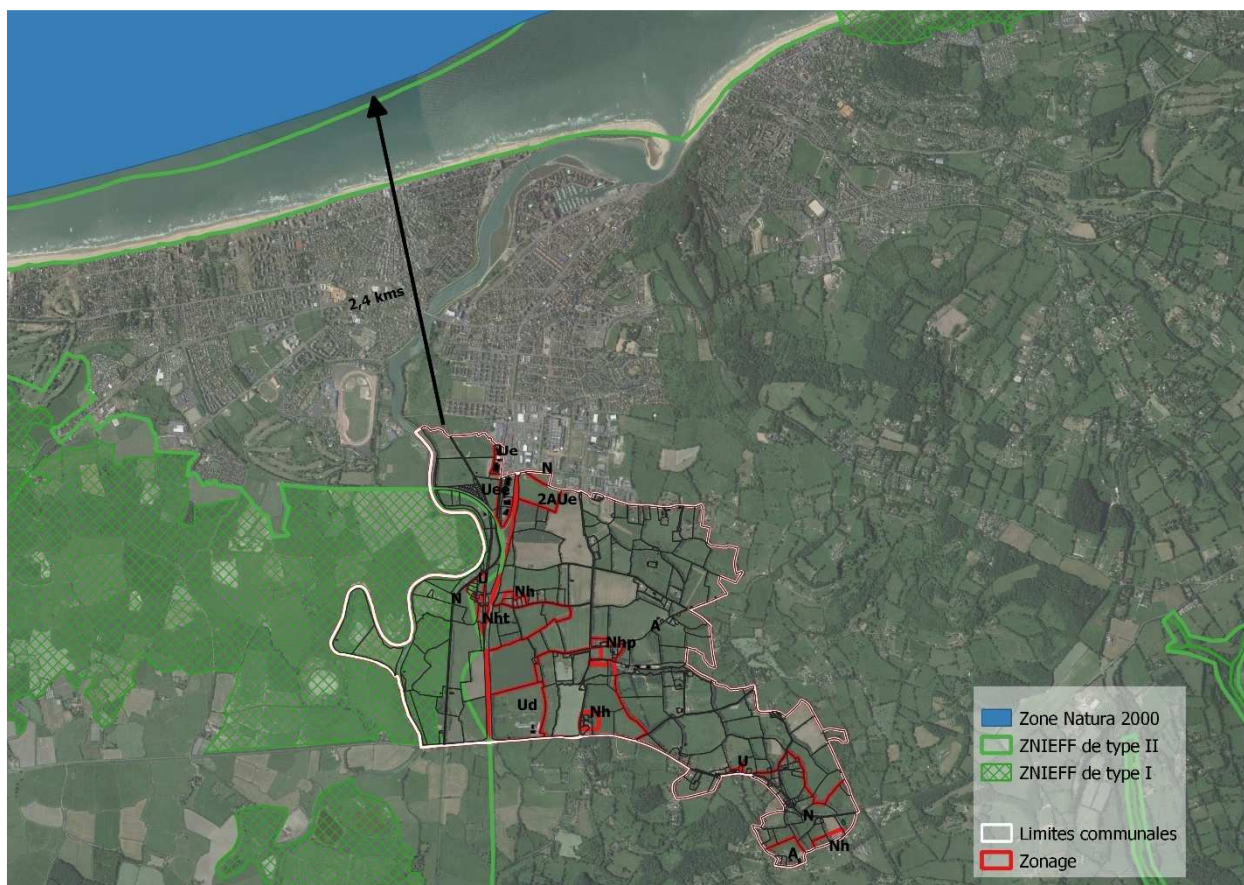 2,4 kms
Ue
N
Uee
2AUe
U
Nh
N
Nht
A
Nhp
Ud
Nh
U
N
Nh
A
Zone Natura 2000
ZNIEFF de type II
ZNIEFF de type I
Limites communales
Zonage